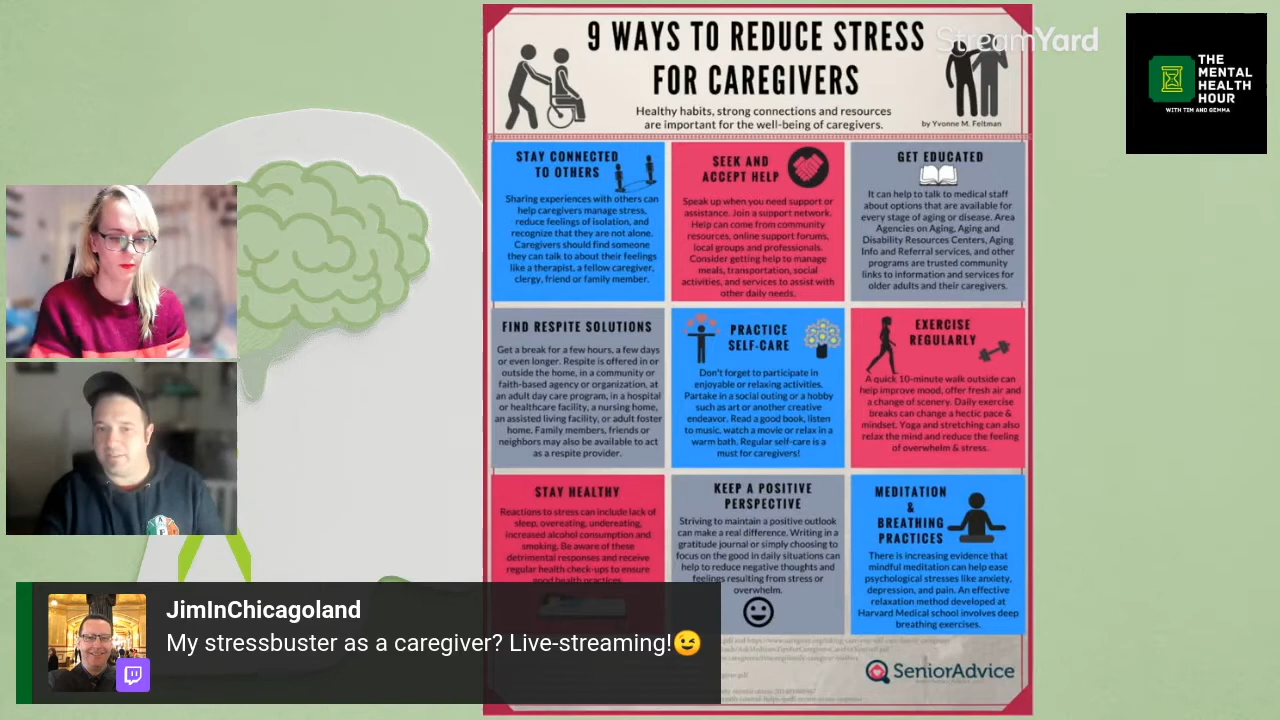 9 WAYS TO REDUCE STRESS
FOR CAREGIVERS
Healthy habits, strong connections and resources
are important for the well-being of caregivers.
by Yvonne M. Feltman
StreamYard
THE
MENTAL
HEALTH
HOUR
WITH TIM AND GEMMA
STAY CONNECTED
TO OTHERS
Sharing experiences with others can
help caregivers manage stress,
reduce feelings of isolation, and
recognize that they are not alone.
Caregivers should find someone
they can talk to about their feelings
like a therapist, a fellow caregiver,
clergy, friend or family member.
SEEK AND
ACCEPT HELP
Speak up when you need support or
assistance. Join a support network.
Help can come from community
resources, online support forums,
local groups and professionals.
Consider getting help to manage
meals, transportation, social
activities, and services to assist with
other daily needs.
GET EDUCATED
It can help to talk to medical staff
about options that are available for
every stage of aging or disease. Area
Agencies on Aging, Aging and
Disability Resources Centers, Aging
Info and Referral services, and other
programs are trusted community
links to information and services for
older adults and their caregivers.
FIND RESPITE SOLUTIONS
Get a break for a few hours, a few days
or even longer. Respite is offered in or
outside the home, in a community or
faith-based agency or organization, at
an adult day care program, in a hospital
or healthcare facility, a nursing home,
an assisted living facility, or adult foster
home. Family members, friends or
neighbors may also be available to act
as a respite provider.
PRACTICE
SELF-CARE
Don't forget to participate in
enjoyable or relaxing activities.
Partake in a social outing or a hobby
such as art or another creative
endeavor. Read a good book, listen
to music, watch a movie or relax in a
warm bath. Regular self-care is a
must for caregivers!
EXERCISE
REGULARLY
A quick 10-minute walk outside can
help improve mood, offer fresh air and
a change of scenery. Daily exercise
breaks can change a hectic pace &
mindset. Yoga and stretching can also
relax the mind and reduce the feeling
of overwhelm & stress.
STAY HEALTHY
Reactions to stress can include lack of
sleep, overeating, undereating,
increased alcohol consumption and
smoking. Be aware of these
detrimental responses and receive
regular health check-ups to ensure
good health practices.
KEEP A POSITIVE
PERSPECTIVE
Striving to maintain a positive outlook
can make a real difference. Writing in a
gratitude journal or simply choosing to
focus on the good in daily situations can
help to reduce negative thoughts and
feelings resulting from stress or
overwhelm.
MEDITATION
&
BREATHING
PRACTICES
There is increasing evidence that
mindful meditation can help ease
psychological stresses like anxiety,
depression, and pain. An effective
relaxation method developed at
Harvard Medical school involves deep
breathing exercises.
SeniorAdvice
JimInChicagoland
My stressbuster as a caregiver? Live-streaming!😉